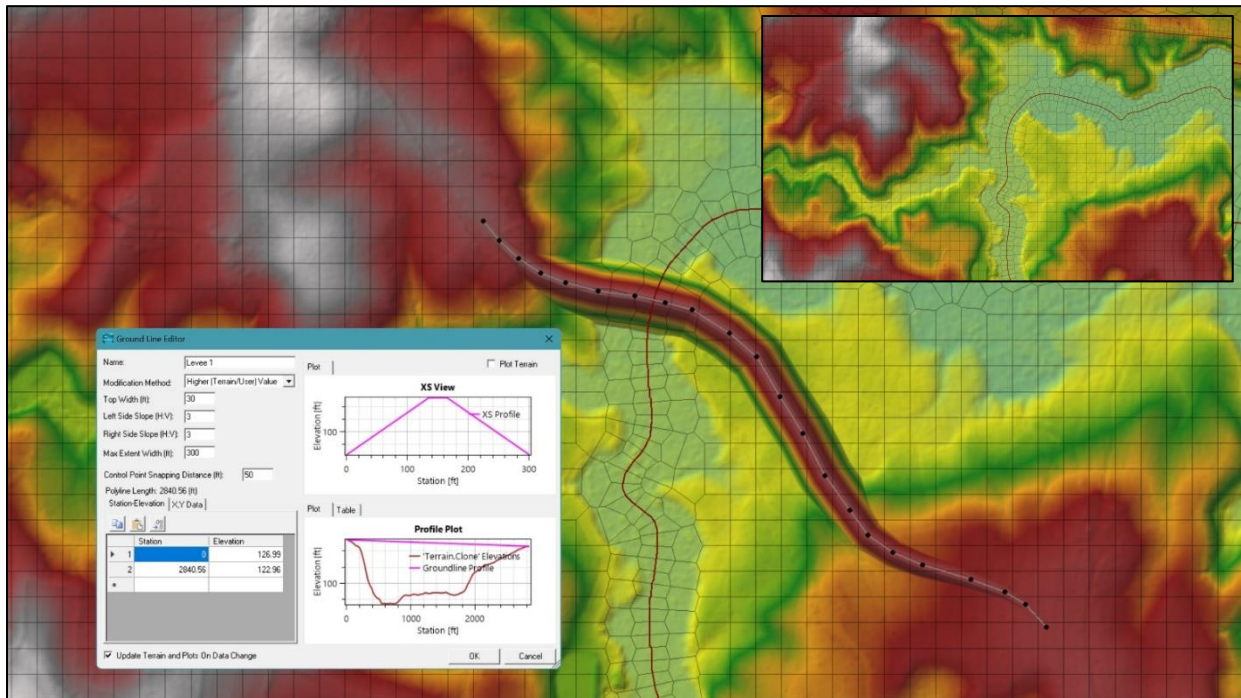 Ground Line Editor
Name: Levee 1
Modification Method: Higher (Terrain/User) Value
Top Width (ft): 30
Left Side Slope (H:V): 3
Right Side Slope (H:V): 3
Max Extent Width (ft): 300
Control Point Snapping Distance (ft): 50
Polyline Length: 2840.56 (ft)
Station-Elevation X,Y Data
Station Elevation
1 0 126.99
2 2840.56 122.96
Update Terrain and Plots On Data Change
Plot
Plot Terrain
XS View
XS Profile
Elevation [ft]
100
0 100 200 300
Station [ft]
Plot Table
Profile Plot
'Terrain.Clone' Elevations
Groundline Profile
Elevation [ft]
100
0 1000 2000
Station [ft]
OK Cancel